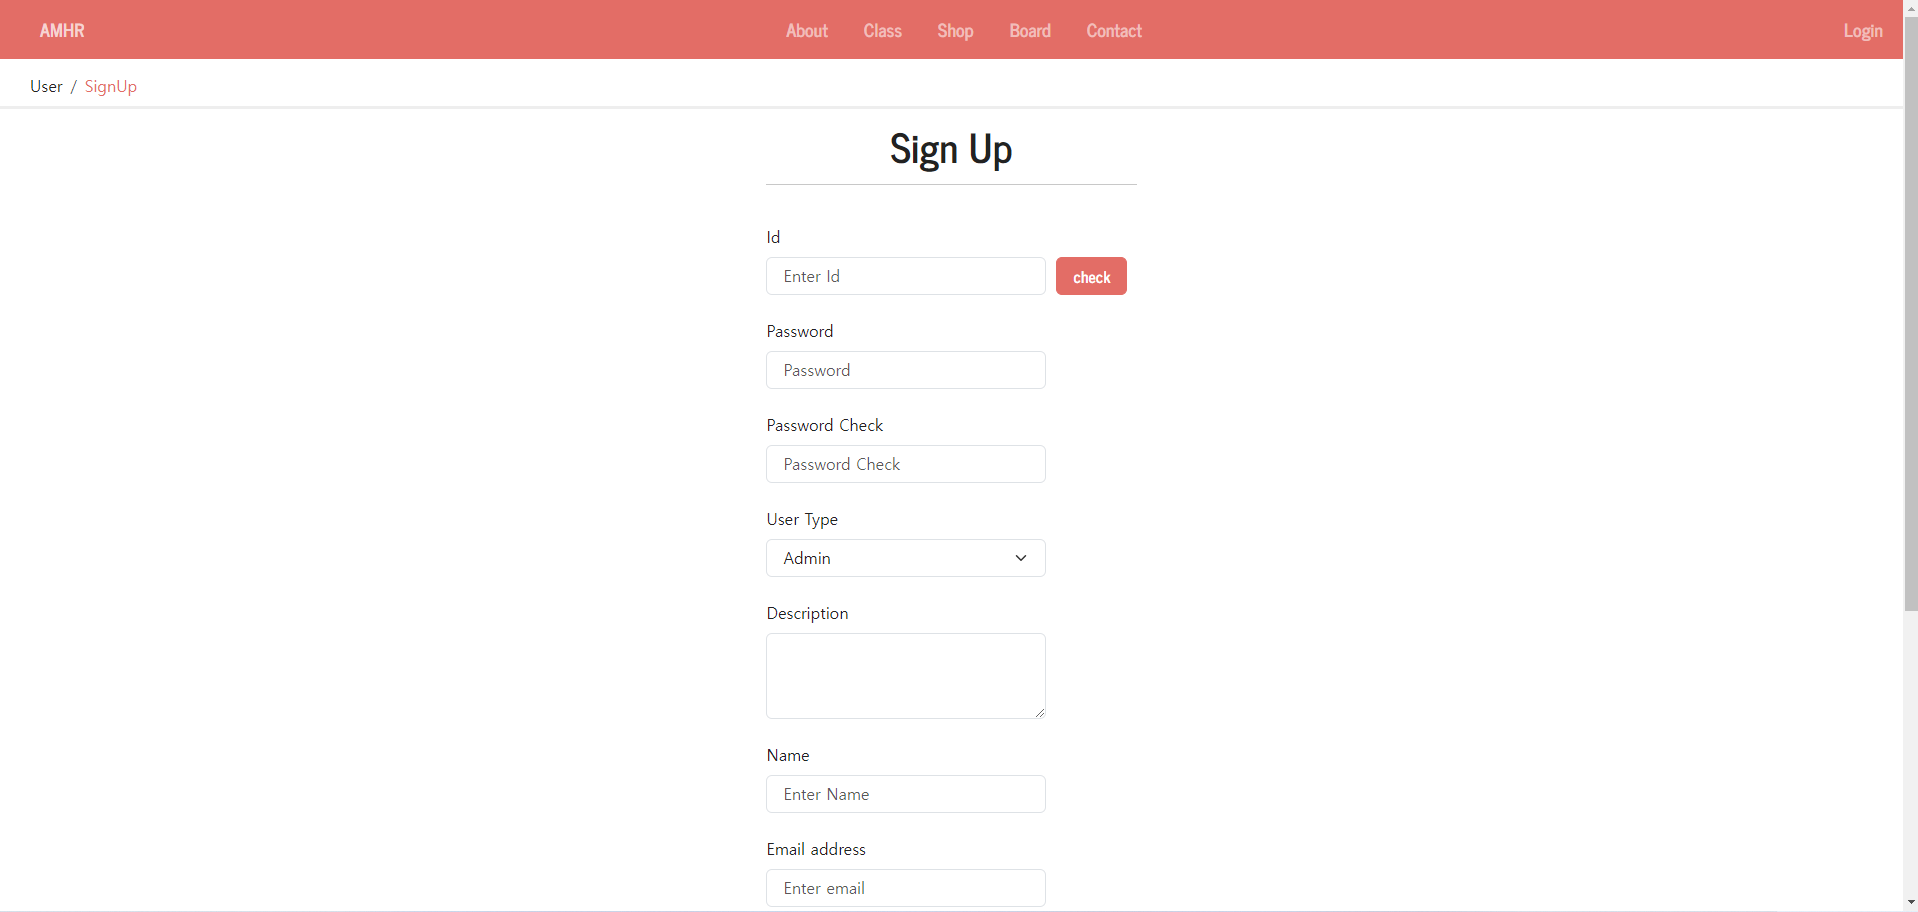 AMHR About Class Shop Board Contact Login
User / SignUp
Sign Up
Id
Enter Id check
Password
Password
Password Check
Password Check
User Type
Admin
Description
Name
Enter Name
Email address
Enter email